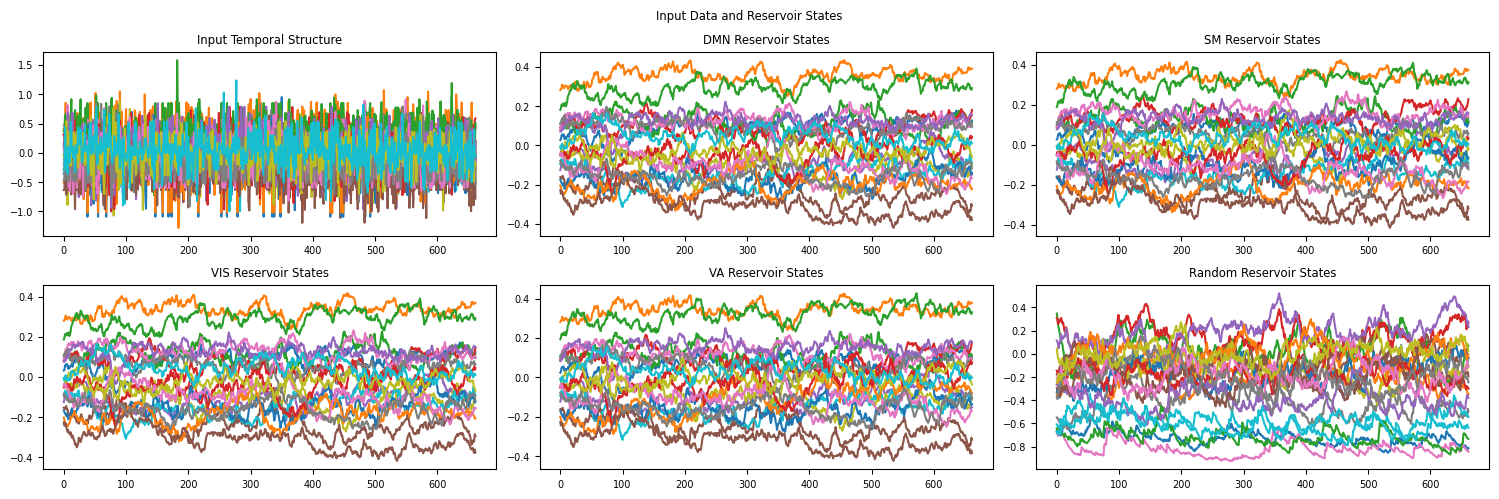 Input Data and Reservoir States
Input Temporal Structure
1.5
1.0
0.5
0.0
−0.5
−1.0
0 100 200 300 400 500 600
DMN Reservoir States
0.4
0.2
0.0
−0.2
−0.4
0 100 200 300 400 500 600
SM Reservoir States
0.4
0.2
0.0
−0.2
−0.4
0 100 200 300 400 500 600
VIS Reservoir States
0.4
0.2
0.0
−0.2
−0.4
0 100 200 300 400 500 600
VA Reservoir States
0.4
0.2
0.0
−0.2
−0.4
0 100 200 300 400 500 600
Random Reservoir States
0.4
0.2
0.0
−0.2
−0.4
−0.6
−0.8
0 100 200 300 400 500 600